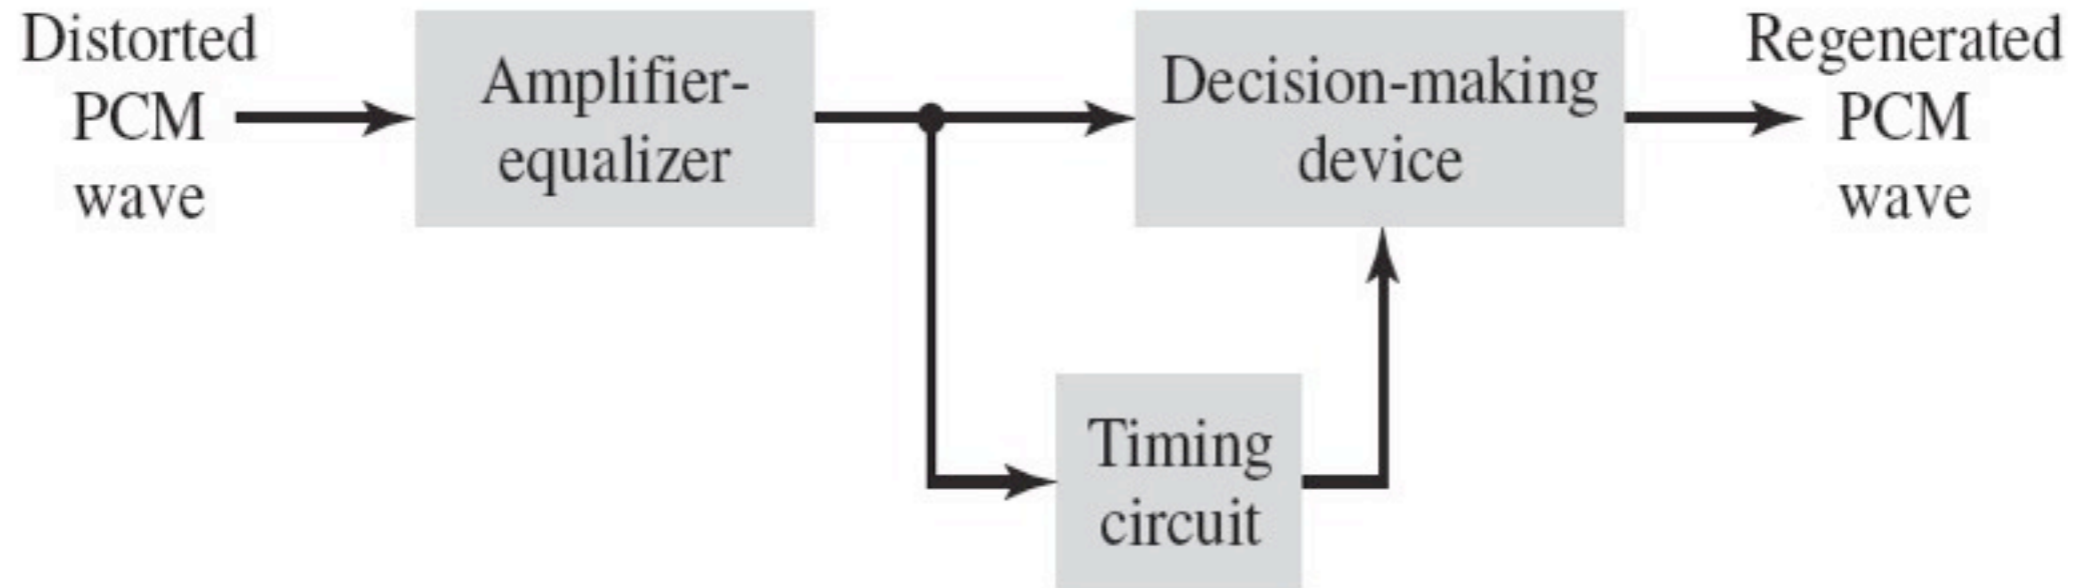 Distorted
PCM
wave
Amplifier-
equalizer
Decision-making
device
Regenerated
PCM
wave
Timing
circuit